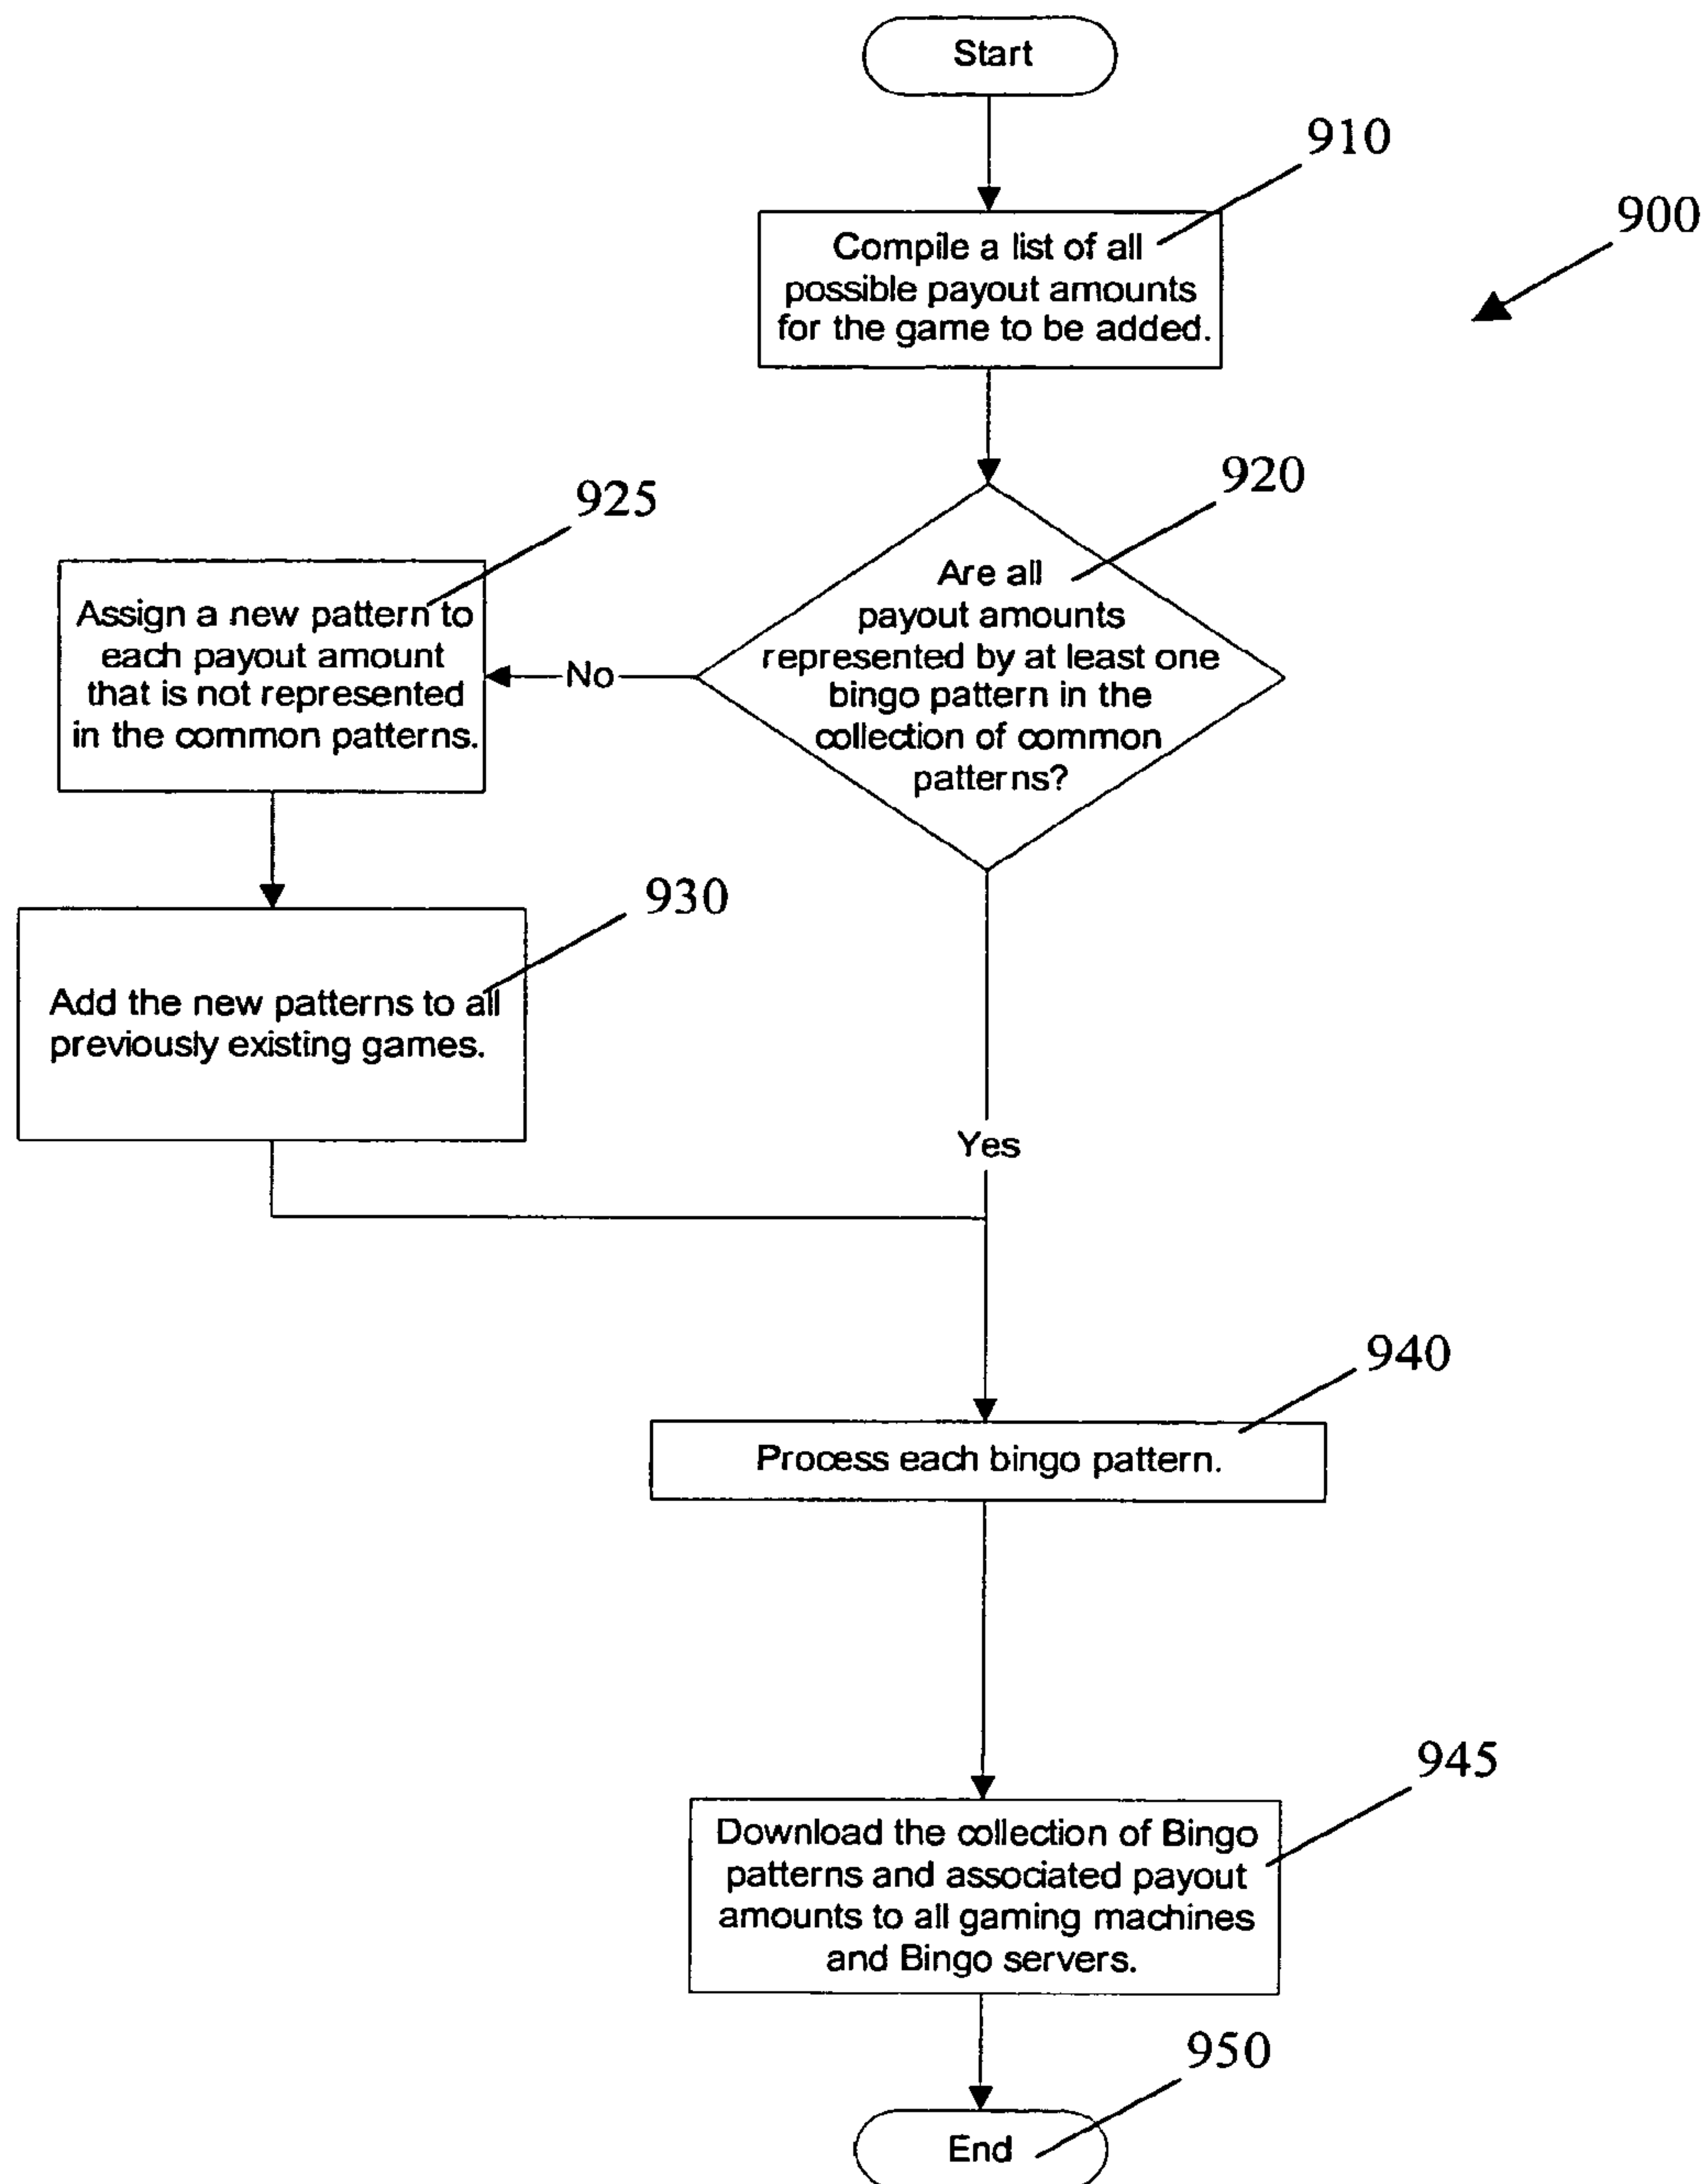 Start
910
900
Compile a list of all
possible payout amounts
for the game to be added.
920
925
Are all
payout amounts
represented by at least one
bingo pattern in the
collection of common
patterns?
No
Assign a new pattern to
each payout amount
that is not represented
in the common patterns.
930
Add the new patterns to all
previously existing games.
Yes
940
Process each bingo pattern.
945
Download the collection of Bingo
patterns and associated payout
amounts to all gaming machines
and Bingo servers.
950
End